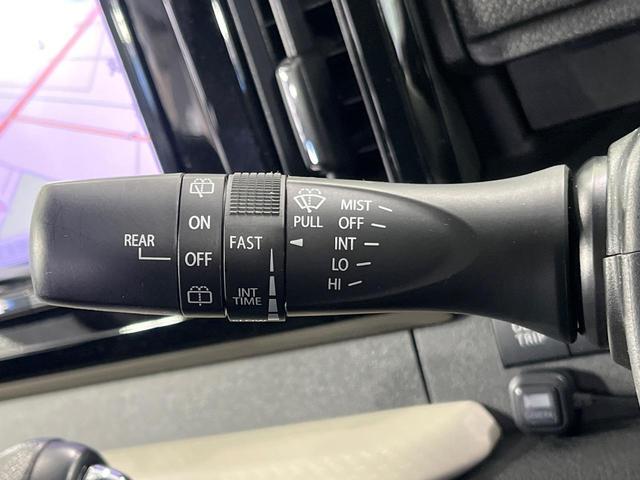 REAR
ON
OFF
FAST
INT
TIME
PULL
MIST
OFF
INT
LO
HI
TRIP